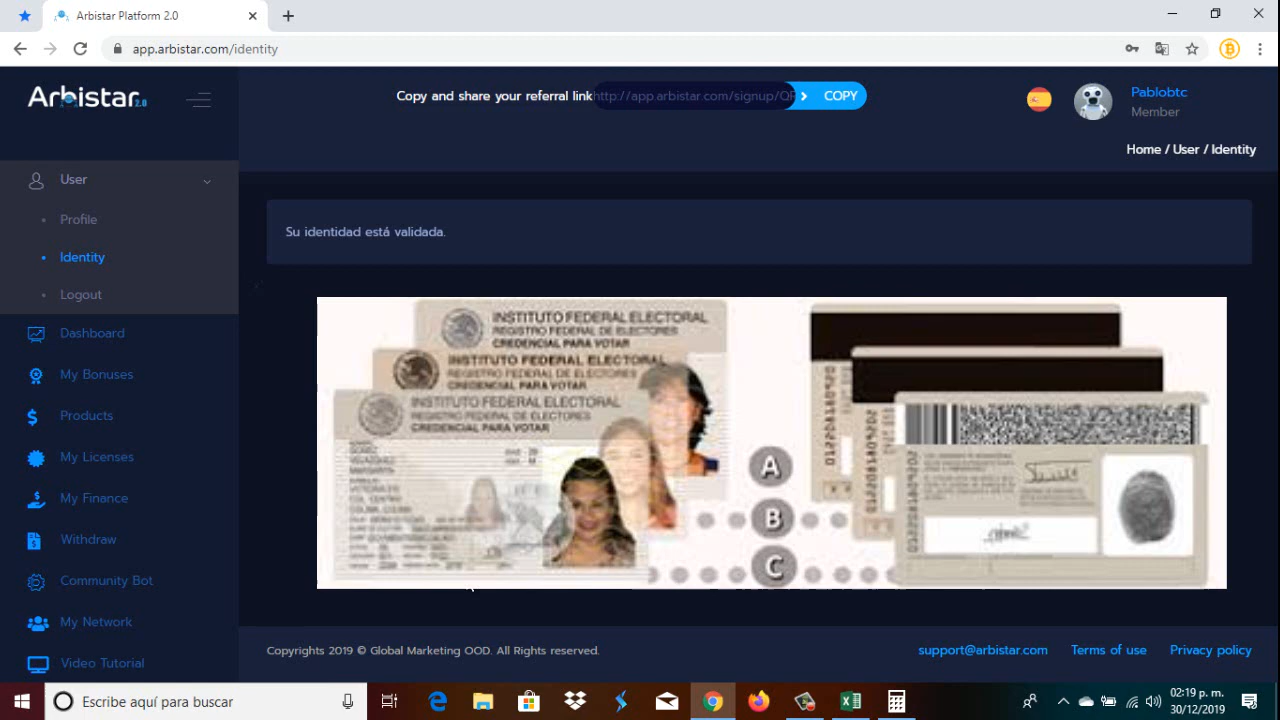 Arbistar Platform 2.0
app.arbistar.com/identity
Arbistar 2.0
Copy and share your referral link
http://app.arbistar.com/signup/QR
COPY
Pablobtc
Member
Home / User / Identity
User
Profile
Identity
Logout
Dashboard
My Bonuses
Products
My Licenses
My Finance
Withdraw
Community Bot
My Network
Video Tutorial
Su identidad está validada.
INSTITUTO FEDERAL ELECTORAL
REGISTRO FEDERAL DE ELECTORES
CREDENCIAL PARA VOTAR
INSTITUTO FEDERAL ELECTORAL
REGISTRO FEDERAL DE ELECTORES
CREDENCIAL PARA VOTAR
INSTITUTO FEDERAL ELECTORAL
REGISTRO FEDERAL DE ELECTORES
CREDENCIAL PARA VOTAR
A
B
C
Copyrights 2019 © Global Marketing OOD. All Rights reserved.
support@arbistar.com
Terms of use
Privacy policy
Escribe aquí para buscar
02:19 p. m.
30/12/2019